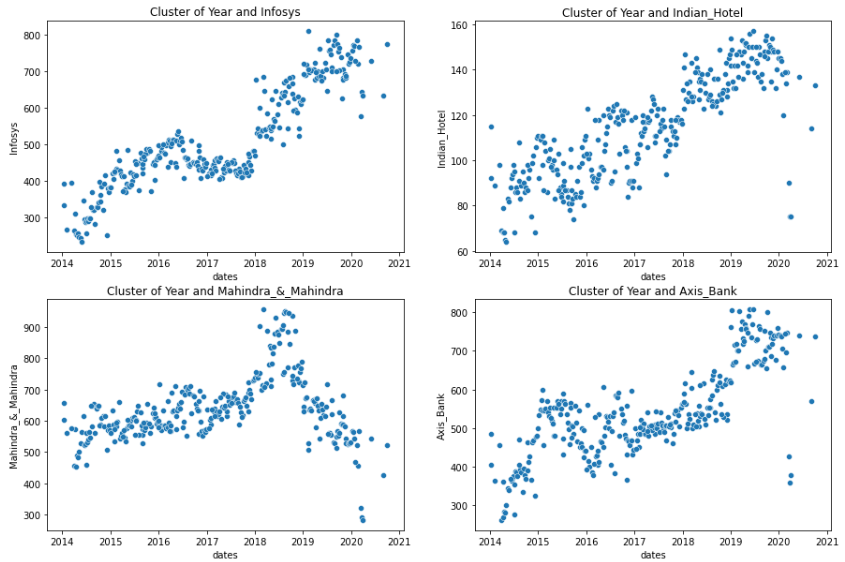 Cluster of Year and Infosys
800
700
600
500
400
300
Infosys
2014 2015 2016 2017 2018 2019 2020 2021
dates
Cluster of Year and Indian_Hotel
160
140
120
100
80
60
Indian_Hotel
2014 2015 2016 2017 2018 2019 2020 2021
dates
Cluster of Year and Mahindra_&_Mahindra
900
800
700
600
500
400
300
Mahindra_&_Mahindra
2014 2015 2016 2017 2018 2019 2020 2021
dates
Cluster of Year and Axis_Bank
800
700
600
500
400
300
Axis_Bank
2014 2015 2016 2017 2018 2019 2020 2021
dates